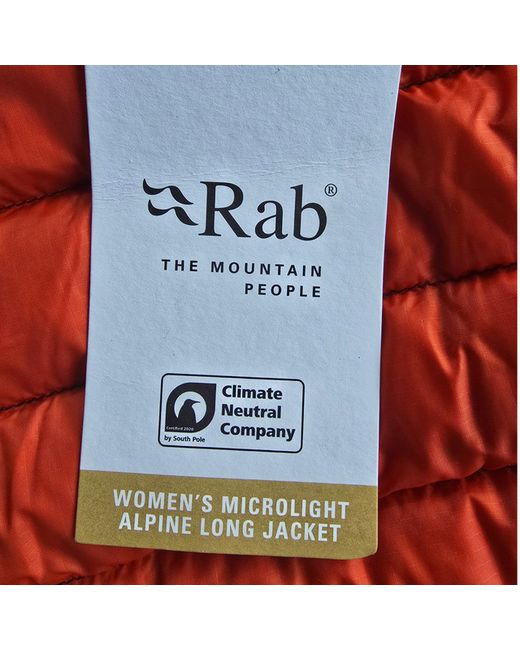 Rab®
THE MOUNTAIN
PEOPLE
Climate
Neutral
Company
Certified 2020
by South Pole
WOMEN'S MICROLIGHT
ALPINE LONG JACKET